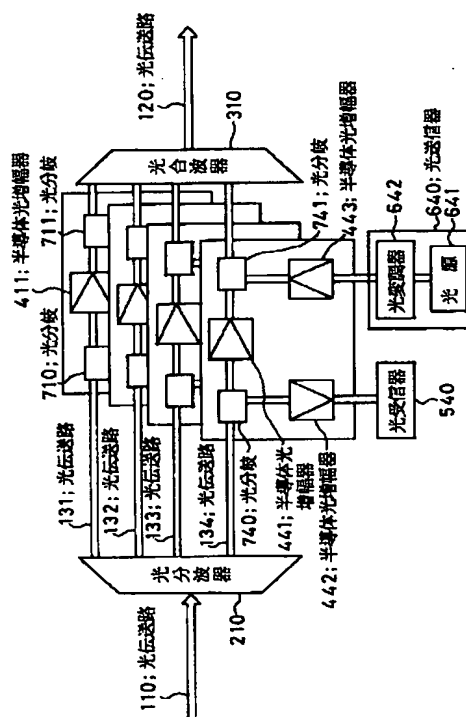 110;光伝送路
光分波器
210
131;光伝送路
132;光伝送路
133;光伝送路
134;光伝送路
710;光分岐
411;半導体光増幅器
711;光分岐
740;光分岐
441;半導体光
増幅器
442;半導体光増幅器
光受信器
540
光合波器
310
120;光伝送路
741;光分岐
443;半導体光増幅器
光変調器
642
光源
640;光送信器
641